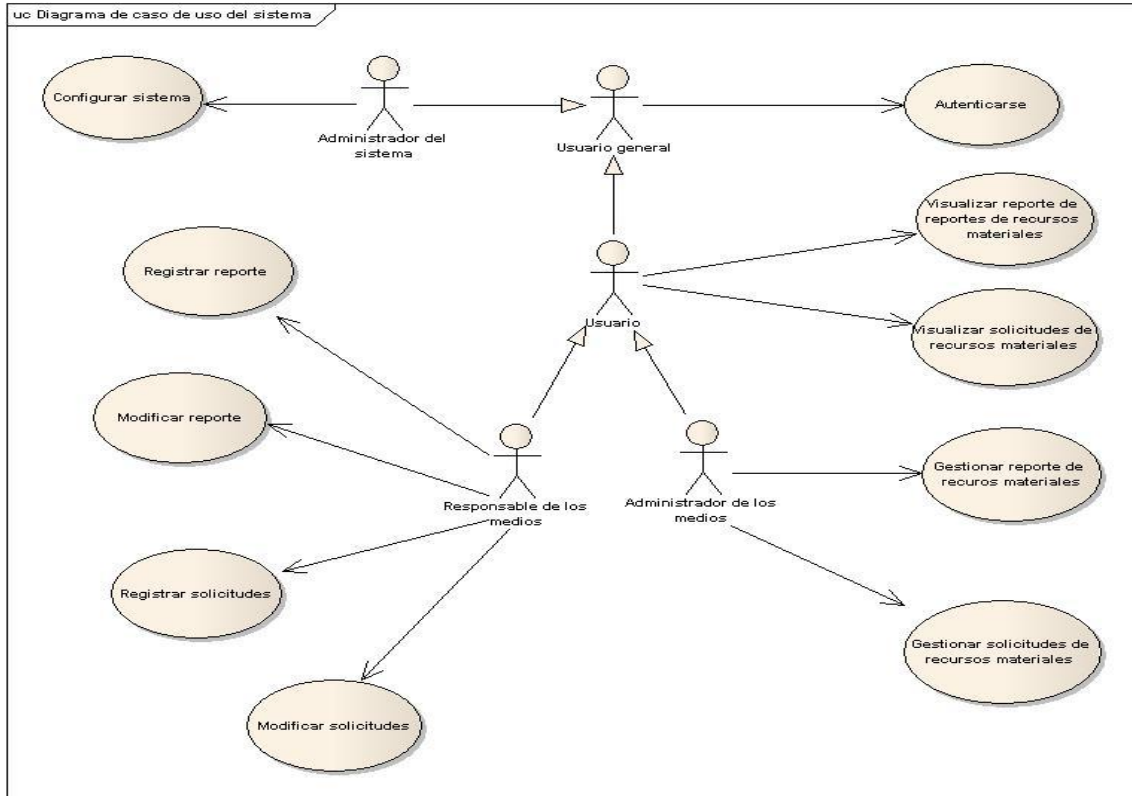 uc Diagrama de caso de uso del sistema
Configurar sistema
Administrador del
sistema
Usuario general
Autenticarse
Visualizar reporte de
reportes de recursos
materiales
Registrar reporte
Usuario
Visualizar solicitudes de
recursos materiales
Modificar reporte
Responsable de los
medios
Administrador de los
medios
Gestionar reporte de
recuros materiales
Registrar solicitudes
Gestionar solicitudes de
recursos materiales
Modificar solicitudes